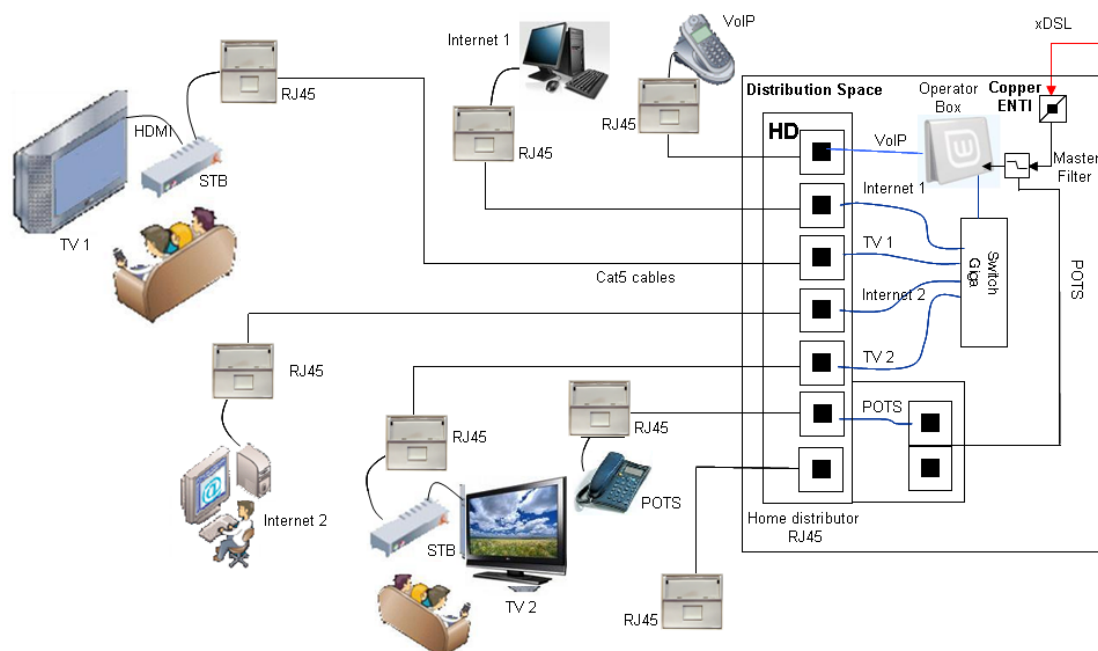 xDSL
VoIP
Internet 1
RJ45
HDMI
STB
TV 1
RJ45
RJ45
Distribution Space
Operator
Box
Copper
ENTI
HD
VoIP
Master
Filter
Internet 1
TV 1
Cat5 cables
Internet 2
Switch
Giga
POTS
TV 2
RJ45
POTS
RJ45
RJ45
POTS
Internet 2
STB
TV 2
Home distributor
RJ45
RJ45